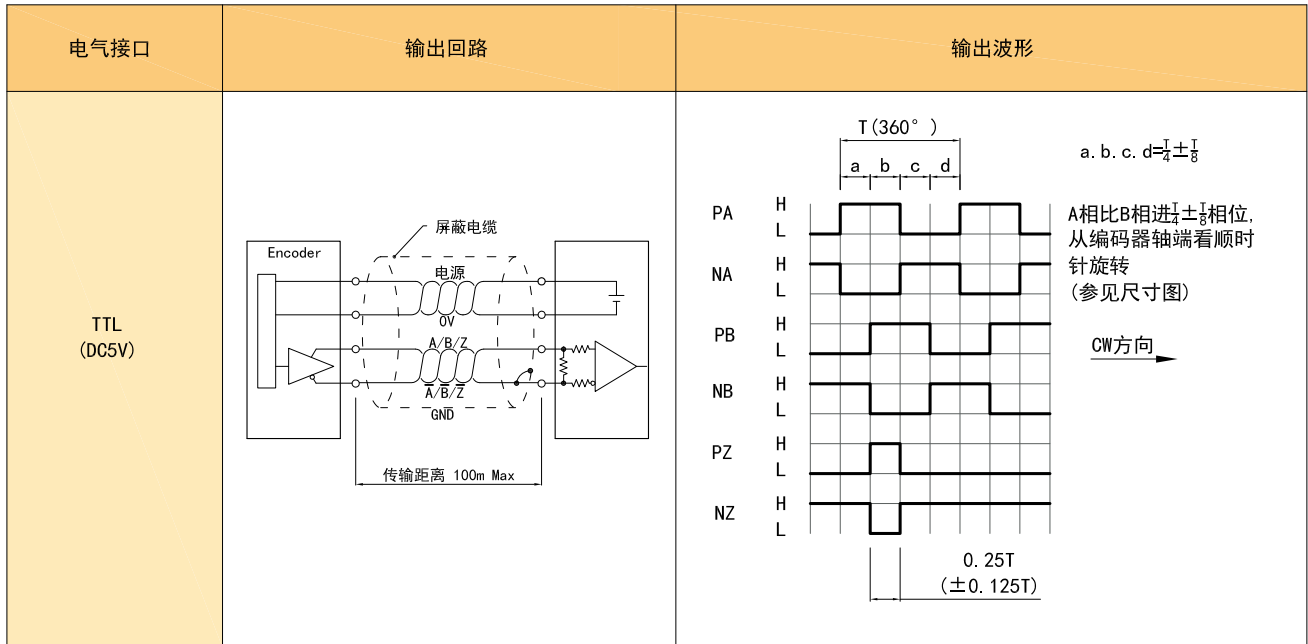 电气接口
输出回路
输出波形
TTL
(DC5V)
屏蔽电缆
Encoder
电源
0V
A/B/Z
A̅/B̅/Z̅
GND
传输距离 100m Max
T(360°)
a
b
c
d
a.b.c.d=T/4±T/8
PA
H
L
NA
H
L
PB
H
L
NB
H
L
PZ
H
L
NZ
H
L
A相比B相进T/4±T/8相位,
从编码器轴端看顺时
针旋转
(参见尺寸图)
CW方向
0.25T
(±0.125T)